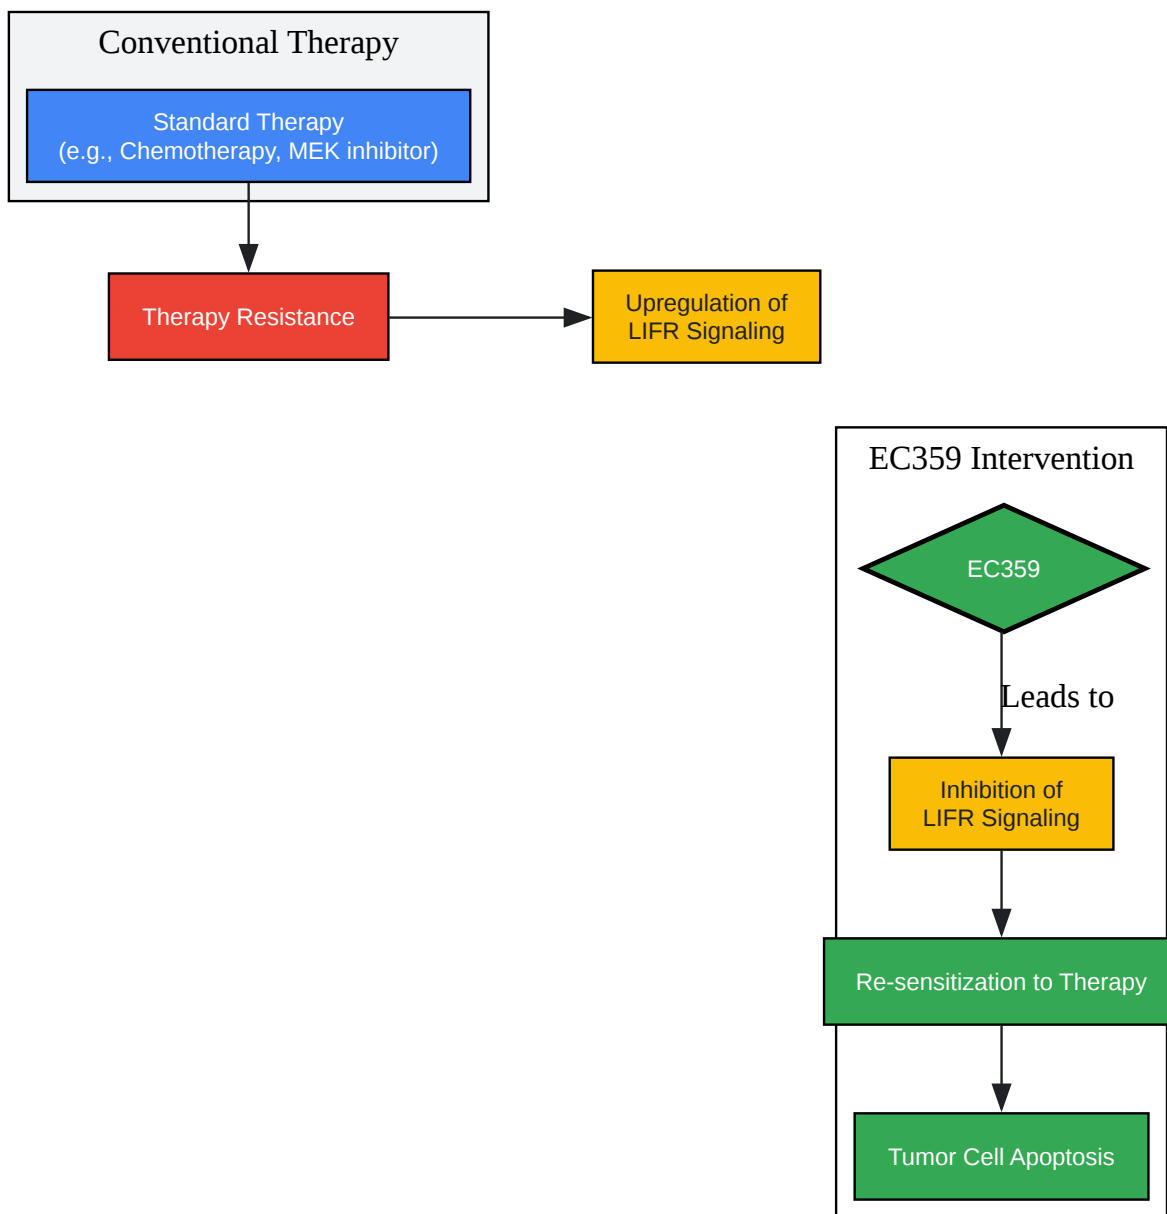 Conventional Therapy
Standard Therapy
(e.g., Chemotherapy, MEK inhibitor)
Therapy Resistance
Upregulation of
LIFR Signaling
EC359 Intervention
EC359
Leads to
Inhibition of
LIFR Signaling
Re-sensitization to Therapy
Tumor Cell Apoptosis